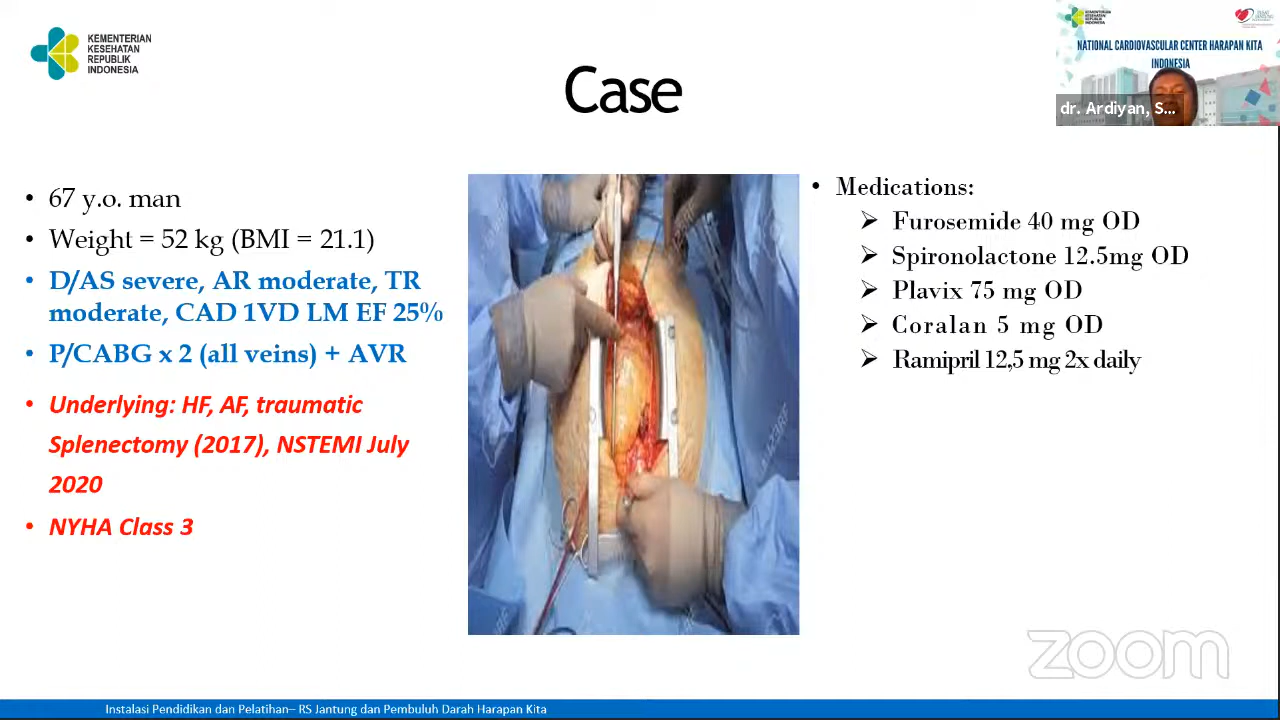 KEMENTERIAN
KESEHATAN
REPUBLIK
INDONESIA
KEMENTERIAN
KESEHATAN
REPUBLIK
INDONESIA
NATIONAL CARDIOVASCULAR CENTER HARAPAN KITA
INDONESIA
dr. Ardiyan, S...
Case
• 67 y.o. man
• Weight = 52 kg (BMI = 21.1)
• D/AS severe, AR moderate, TR
moderate, CAD 1VD LM EF 25%
• P/CABG x 2 (all veins) + AVR
• Underlying: HF, AF, traumatic
Splenectomy (2017), NSTEMI July
2020
• NYHA Class 3
• Medications:
➢ Furosemide 40 mg OD
➢ Spironolactone 12.5mg OD
➢ Plavix 75 mg OD
➢ Coralan 5 mg OD
➢ Ramipril 12,5 mg 2x daily
zoom
Instalasi Pendidikan dan Pelatihan– RS Jantung dan Pembuluh Darah Harapan Kita